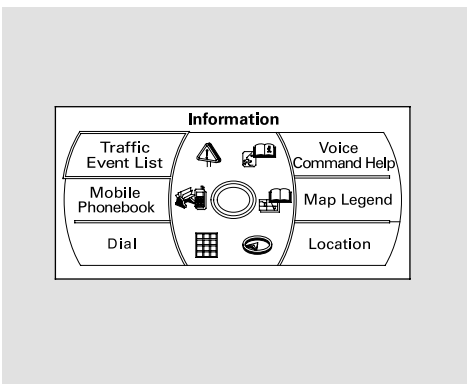 Information
Traffic
Event List
Mobile
Phonebook
Dial
Voice
Command Help
Map Legend
Location